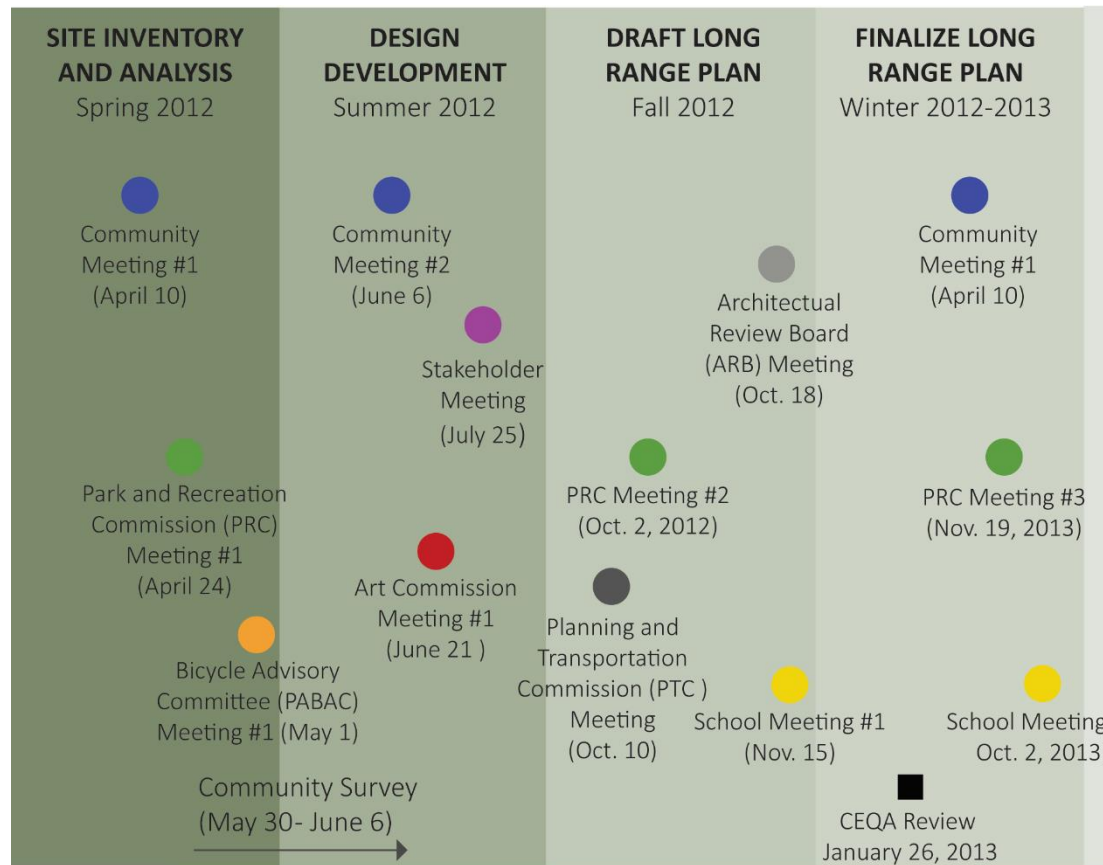 SITE INVENTORY
AND ANALYSIS
Spring 2012
Community
Meeting #1
(April 10)
Park and Recreation
Commission (PRC)
Meeting #1
(April 24)
Bicycle Advisory
Committee (PABAC)
Meeting #1 (May 1)
Community Survey
(May 30- June 6)
DESIGN
DEVELOPMENT
Summer 2012
Community
Meeting #2
(June 6)
Stakeholder
Meeting
(July 25)
Art Commission
Meeting #1
(June 21 )
DRAFT LONG
RANGE PLAN
Fall 2012
Architectual
Review Board
(ARB) Meeting
(Oct. 18)
PRC Meeting #2
(Oct. 2, 2012)
Planning and
Transportation
Commission (PTC )
Meeting
(Oct. 10)
School Meeting #1
(Nov. 15)
FINALIZE LONG
RANGE PLAN
Winter 2012-2013
Community
Meeting #1
(April 10)
PRC Meeting #3
(Nov. 19, 2013)
School Meeting
Oct. 2, 2013
CEQA Review
January 26, 2013